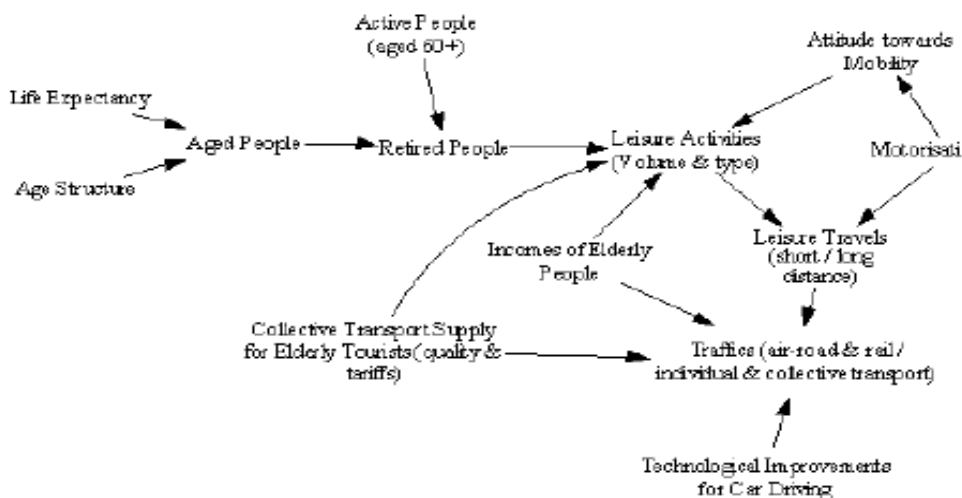 Active People
(aged 60+)
Attitude towards
Mobility
Life Expectancy
Aged People
Retired People
Leisure Activities
(Volume & type)
Motorisati
Age Structure
Leisure Travels
(short / long
distance)
Incomes of Elderly
People
Collective Transport Supply
for Elderly Tourists (quality &
tariffs)
Traffics (air-road & rail /
individual & collective transport)
Technological Improvements
for Car Driving